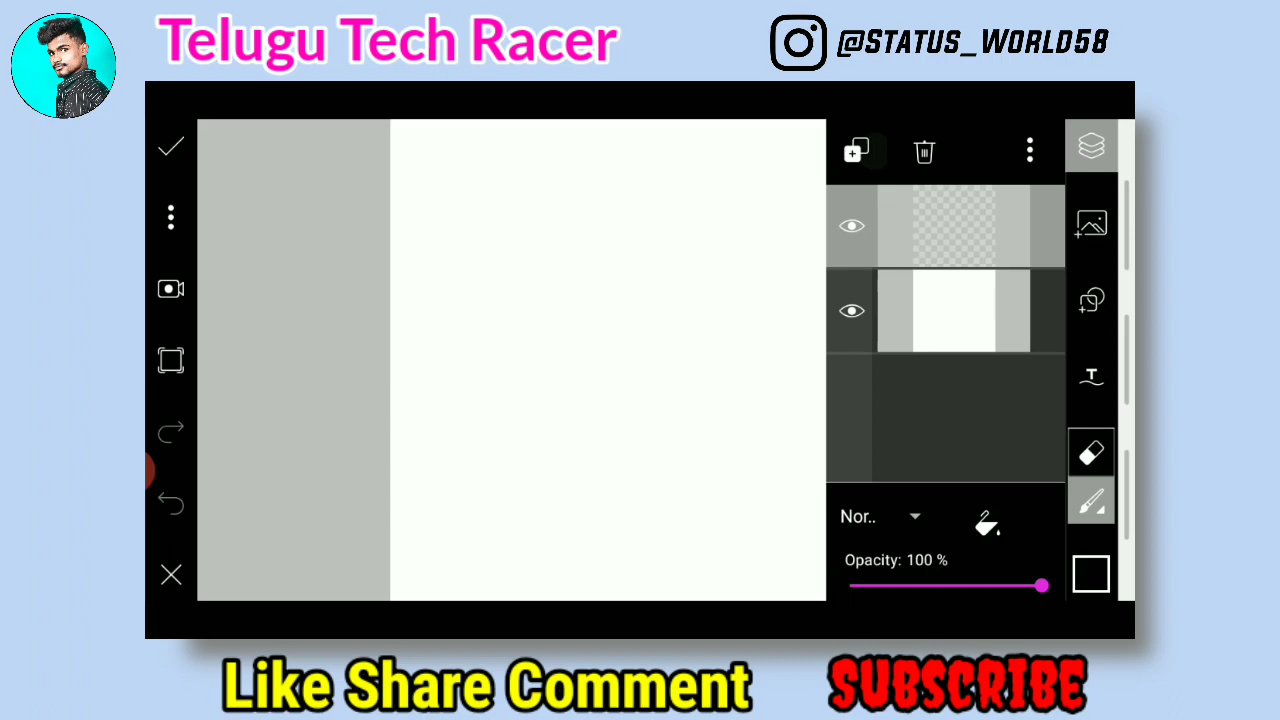 Telugu Tech Racer
@STATUS_WORLD58
T
Nor..
Opacity: 100 %
Like Share Comment
SUBSCRIBE